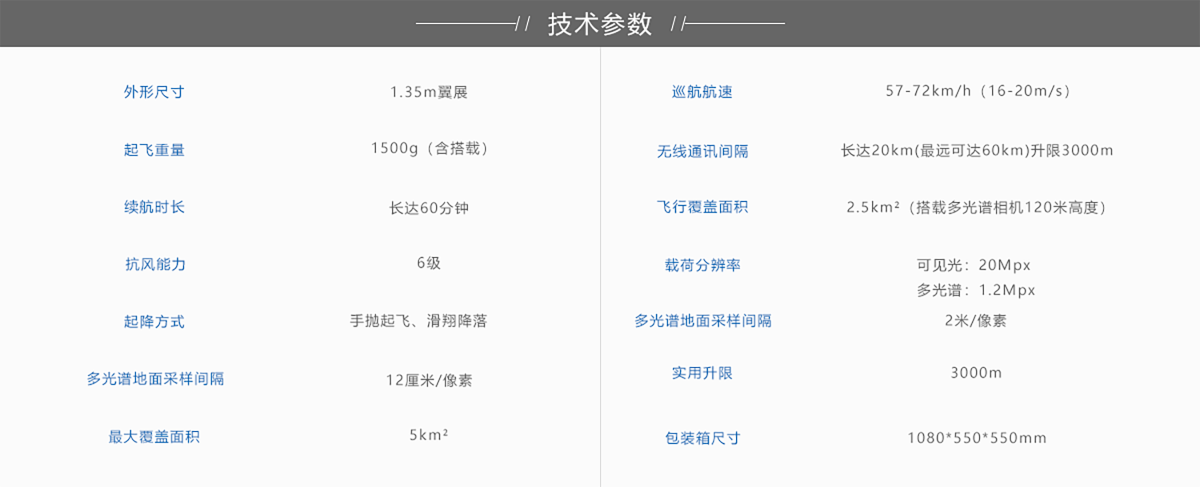 技术参数
外形尺寸 1.35m翼展
起飞重量 1500g（含搭载）
续航时长 长达60分钟
抗风能力 6级
起降方式 手抛起飞、滑翔降落
多光谱地面采样间隔 12厘米/像素
最大覆盖面积 5km²
巡航航速 57-72km/h（16-20m/s）
无线通讯间隔 长达20km(最远可达60km)升限3000m
飞行覆盖面积 2.5km²（搭载多光谱相机120米高度）
载荷分辨率 可见光：20Mpx
多光谱：1.2Mpx
多光谱地面采样间隔 2米/像素
实用升限 3000m
包装箱尺寸 1080*550*550mm